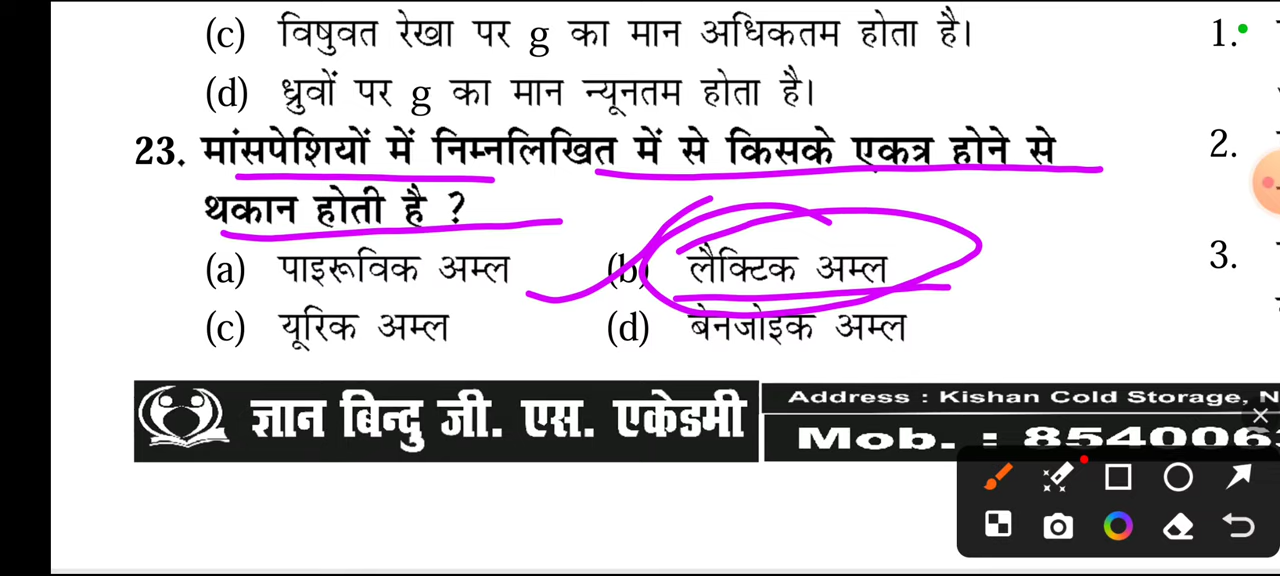 (c) विषुवत रेखा पर g का मान अधिकतम होता है।
(d) ध्रुवों पर g का मान न्यूनतम होता है।
23. मांसपेशियों में निम्नलिखित में से किसके एकत्र होने से
थकान होती है ?
(a) पाइरूविक अम्ल (b) लैक्टिक अम्ल
(c) यूरिक अम्ल (d) बेनजोइक अम्ल
1.
2.
3.
ज्ञान बिन्दु जी. एस. एकेडमी
Address : Kishan Cold Storage,
Mob. : 854006